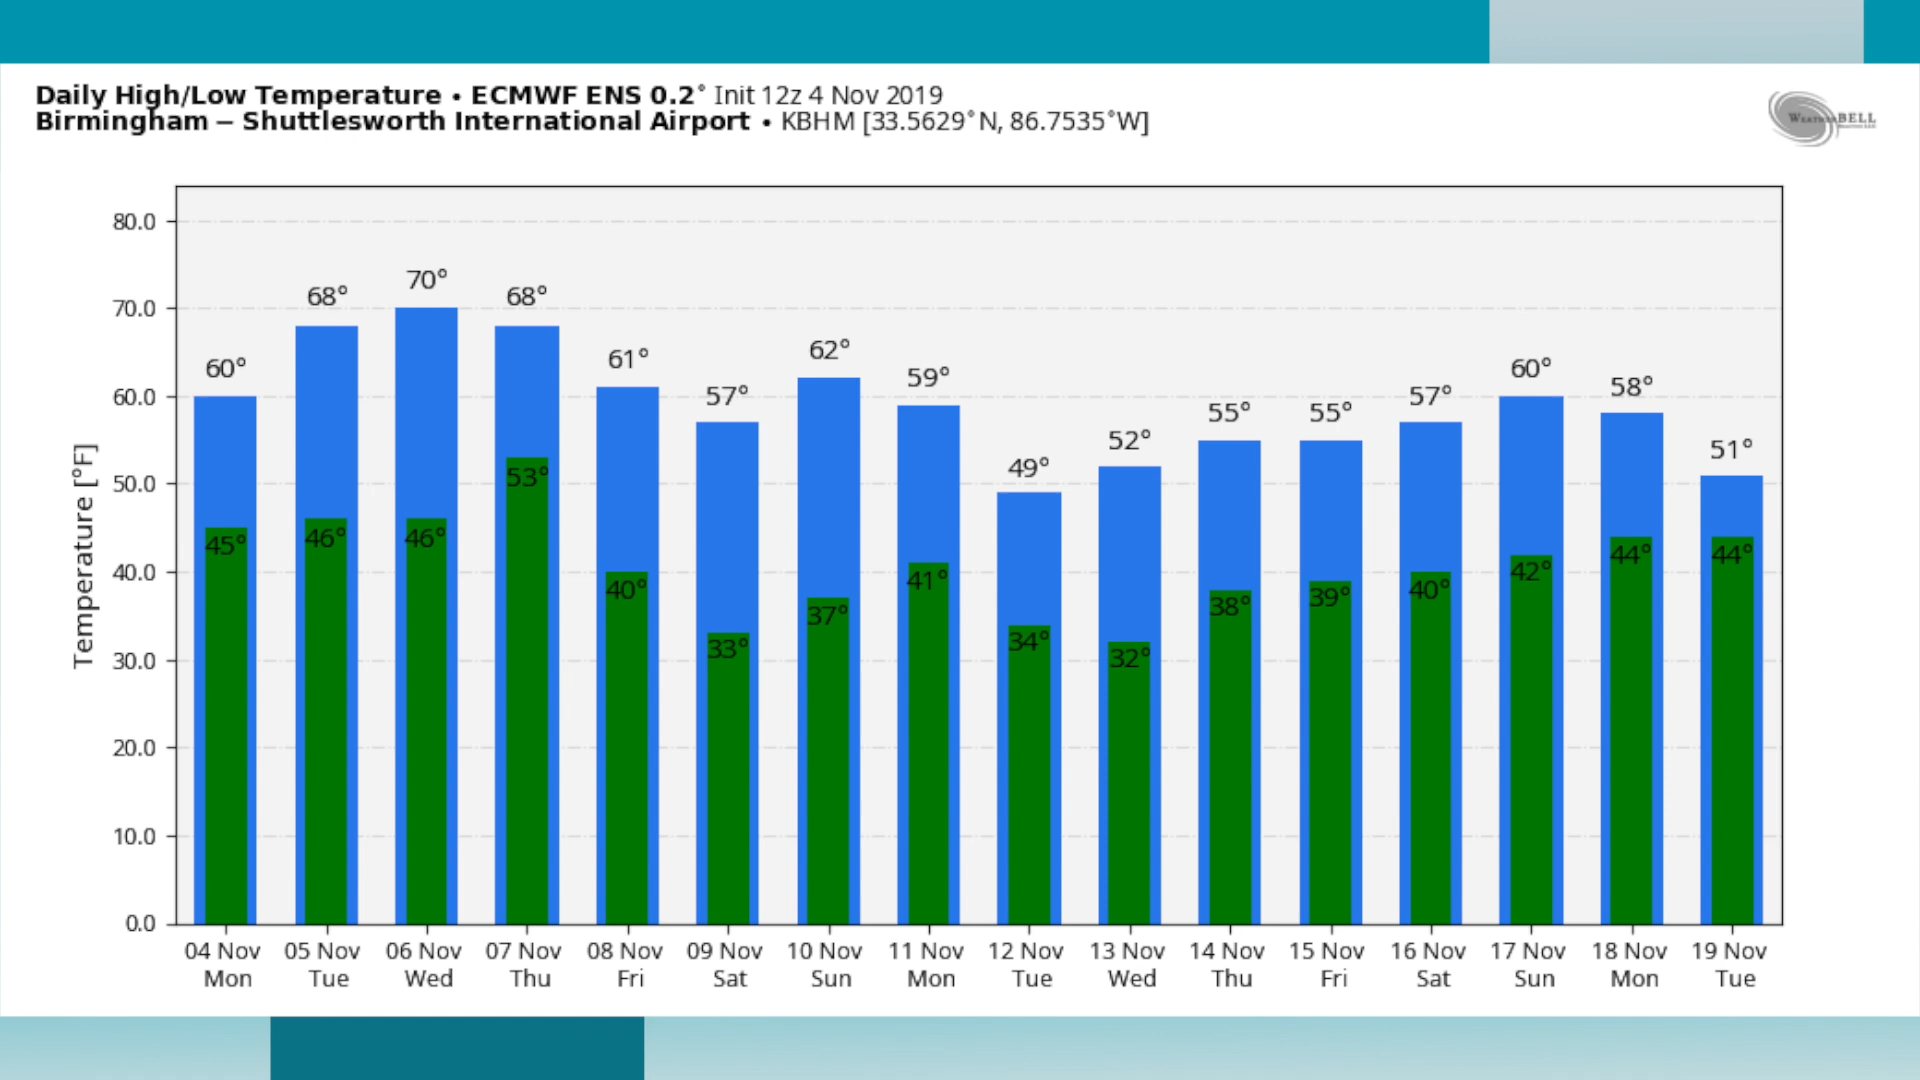 Daily High/Low Temperature • ECMWF ENS 0.2° Init 12z 4 Nov 2019
Birmingham – Shuttlesworth International Airport • KBHM [33.5629°N, 86.7535°W]
WEATHERBELL
Temperature [°F]
80.0
70.0
60.0
50.0
40.0
30.0
20.0
10.0
0.0
60° 68° 70° 68° 61° 57° 62° 59° 49° 52° 55° 55° 57° 60° 58° 51°
45° 46° 46° 53° 40° 33° 37° 41° 34° 32° 38° 39° 40° 42° 44° 44°
04 Nov 05 Nov 06 Nov 07 Nov 08 Nov 09 Nov 10 Nov 11 Nov 12 Nov 13 Nov 14 Nov 15 Nov 16 Nov 17 Nov 18 Nov 19 Nov
Mon Tue Wed Thu Fri Sat Sun Mon Tue Wed Thu Fri Sat Sun Mon Tue